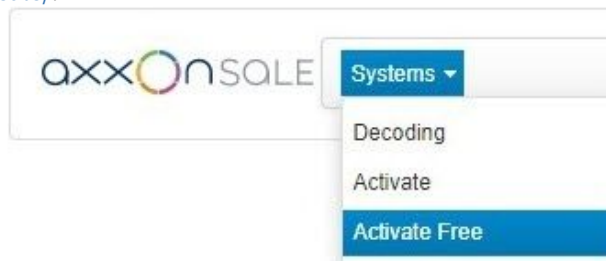 axxonSALE
Systems
Decoding
Activate
Activate Free